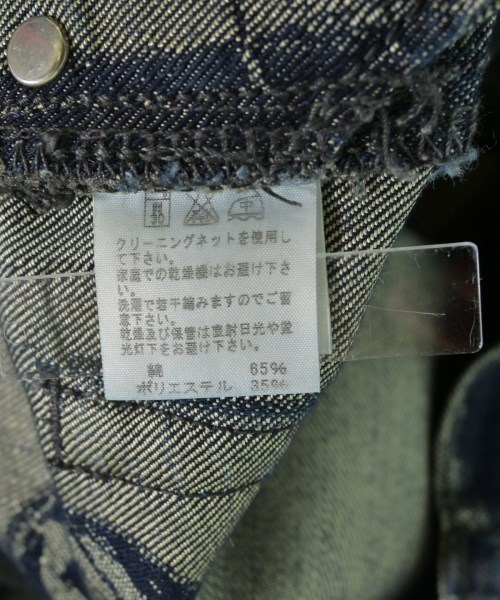 中
クリーニングネットを使用し
て下さい。
家庭での乾燥機はお避け下さ
い。
洗濯で若干縮みますのでご留
意下さい。
乾燥及び保管は直射日光や蛍
光灯下をお避け下さい。
綿 65%
ポリエステル 35%